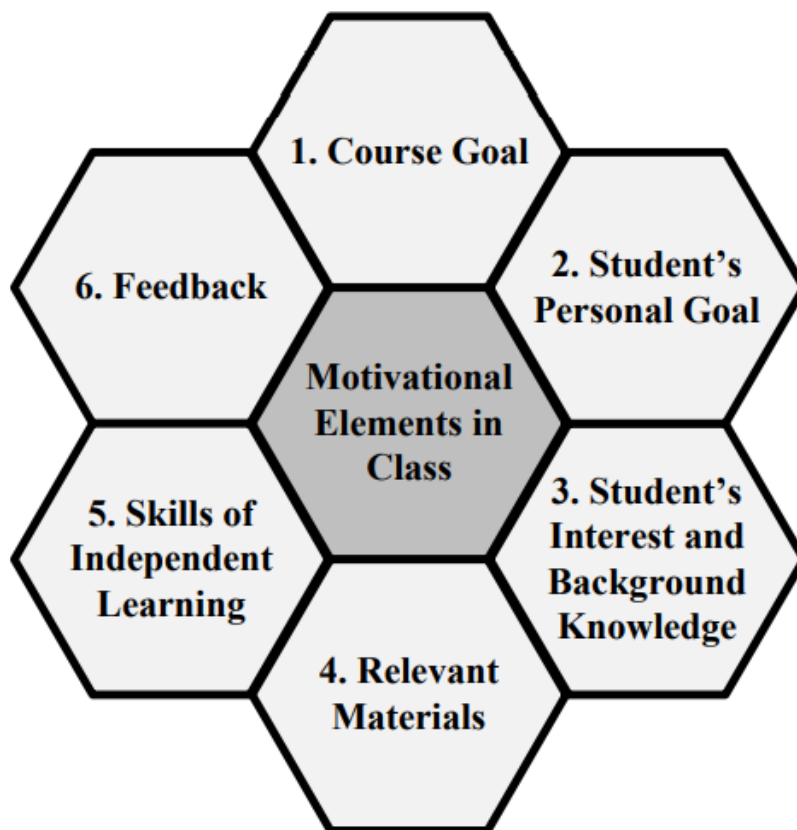 1. Course Goal
2. Student’s
Personal Goal
3. Student’s
Interest and
Background
Knowledge
4. Relevant
Materials
5. Skills of
Independent
Learning
6. Feedback
Motivational
Elements in
Class